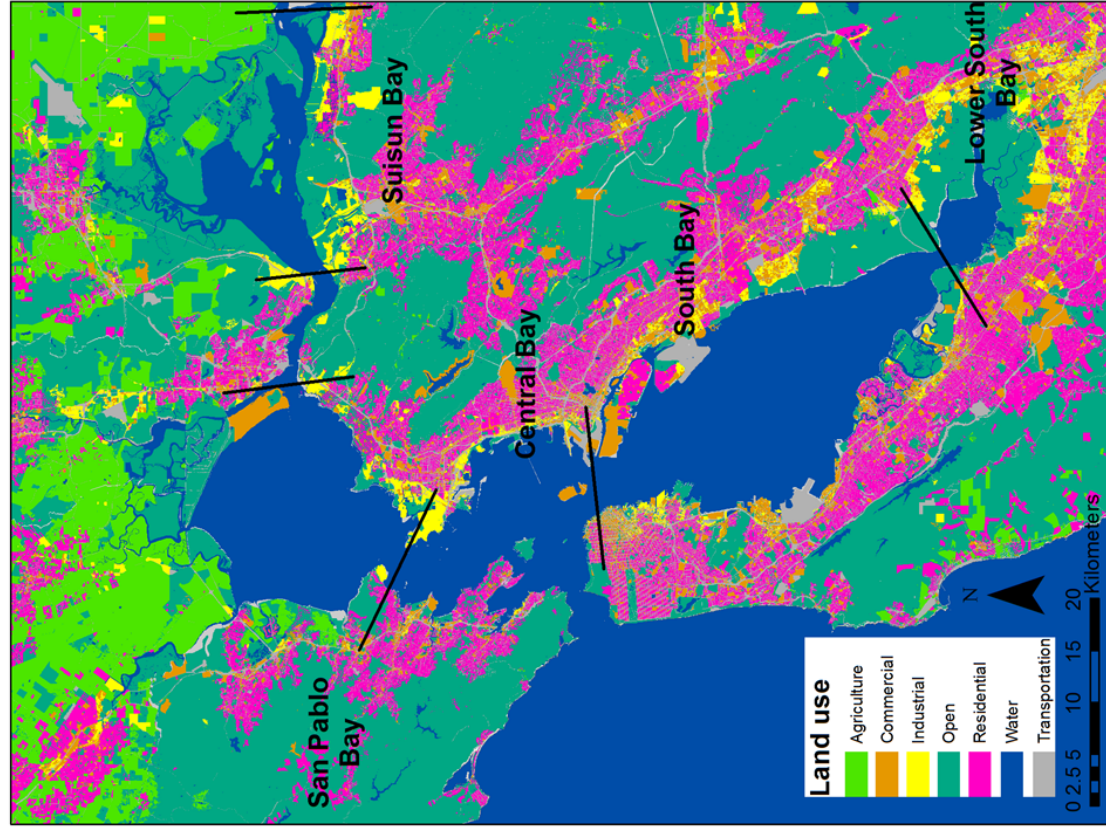 San Pablo
Bay
Suisun Bay
Central Bay
South Bay
Lower South
Bay
Land use
Agriculture
Commercial
Industrial
Open
Residential
Water
Transportation
N
0 2.5 5 10 15 20
Kilometers